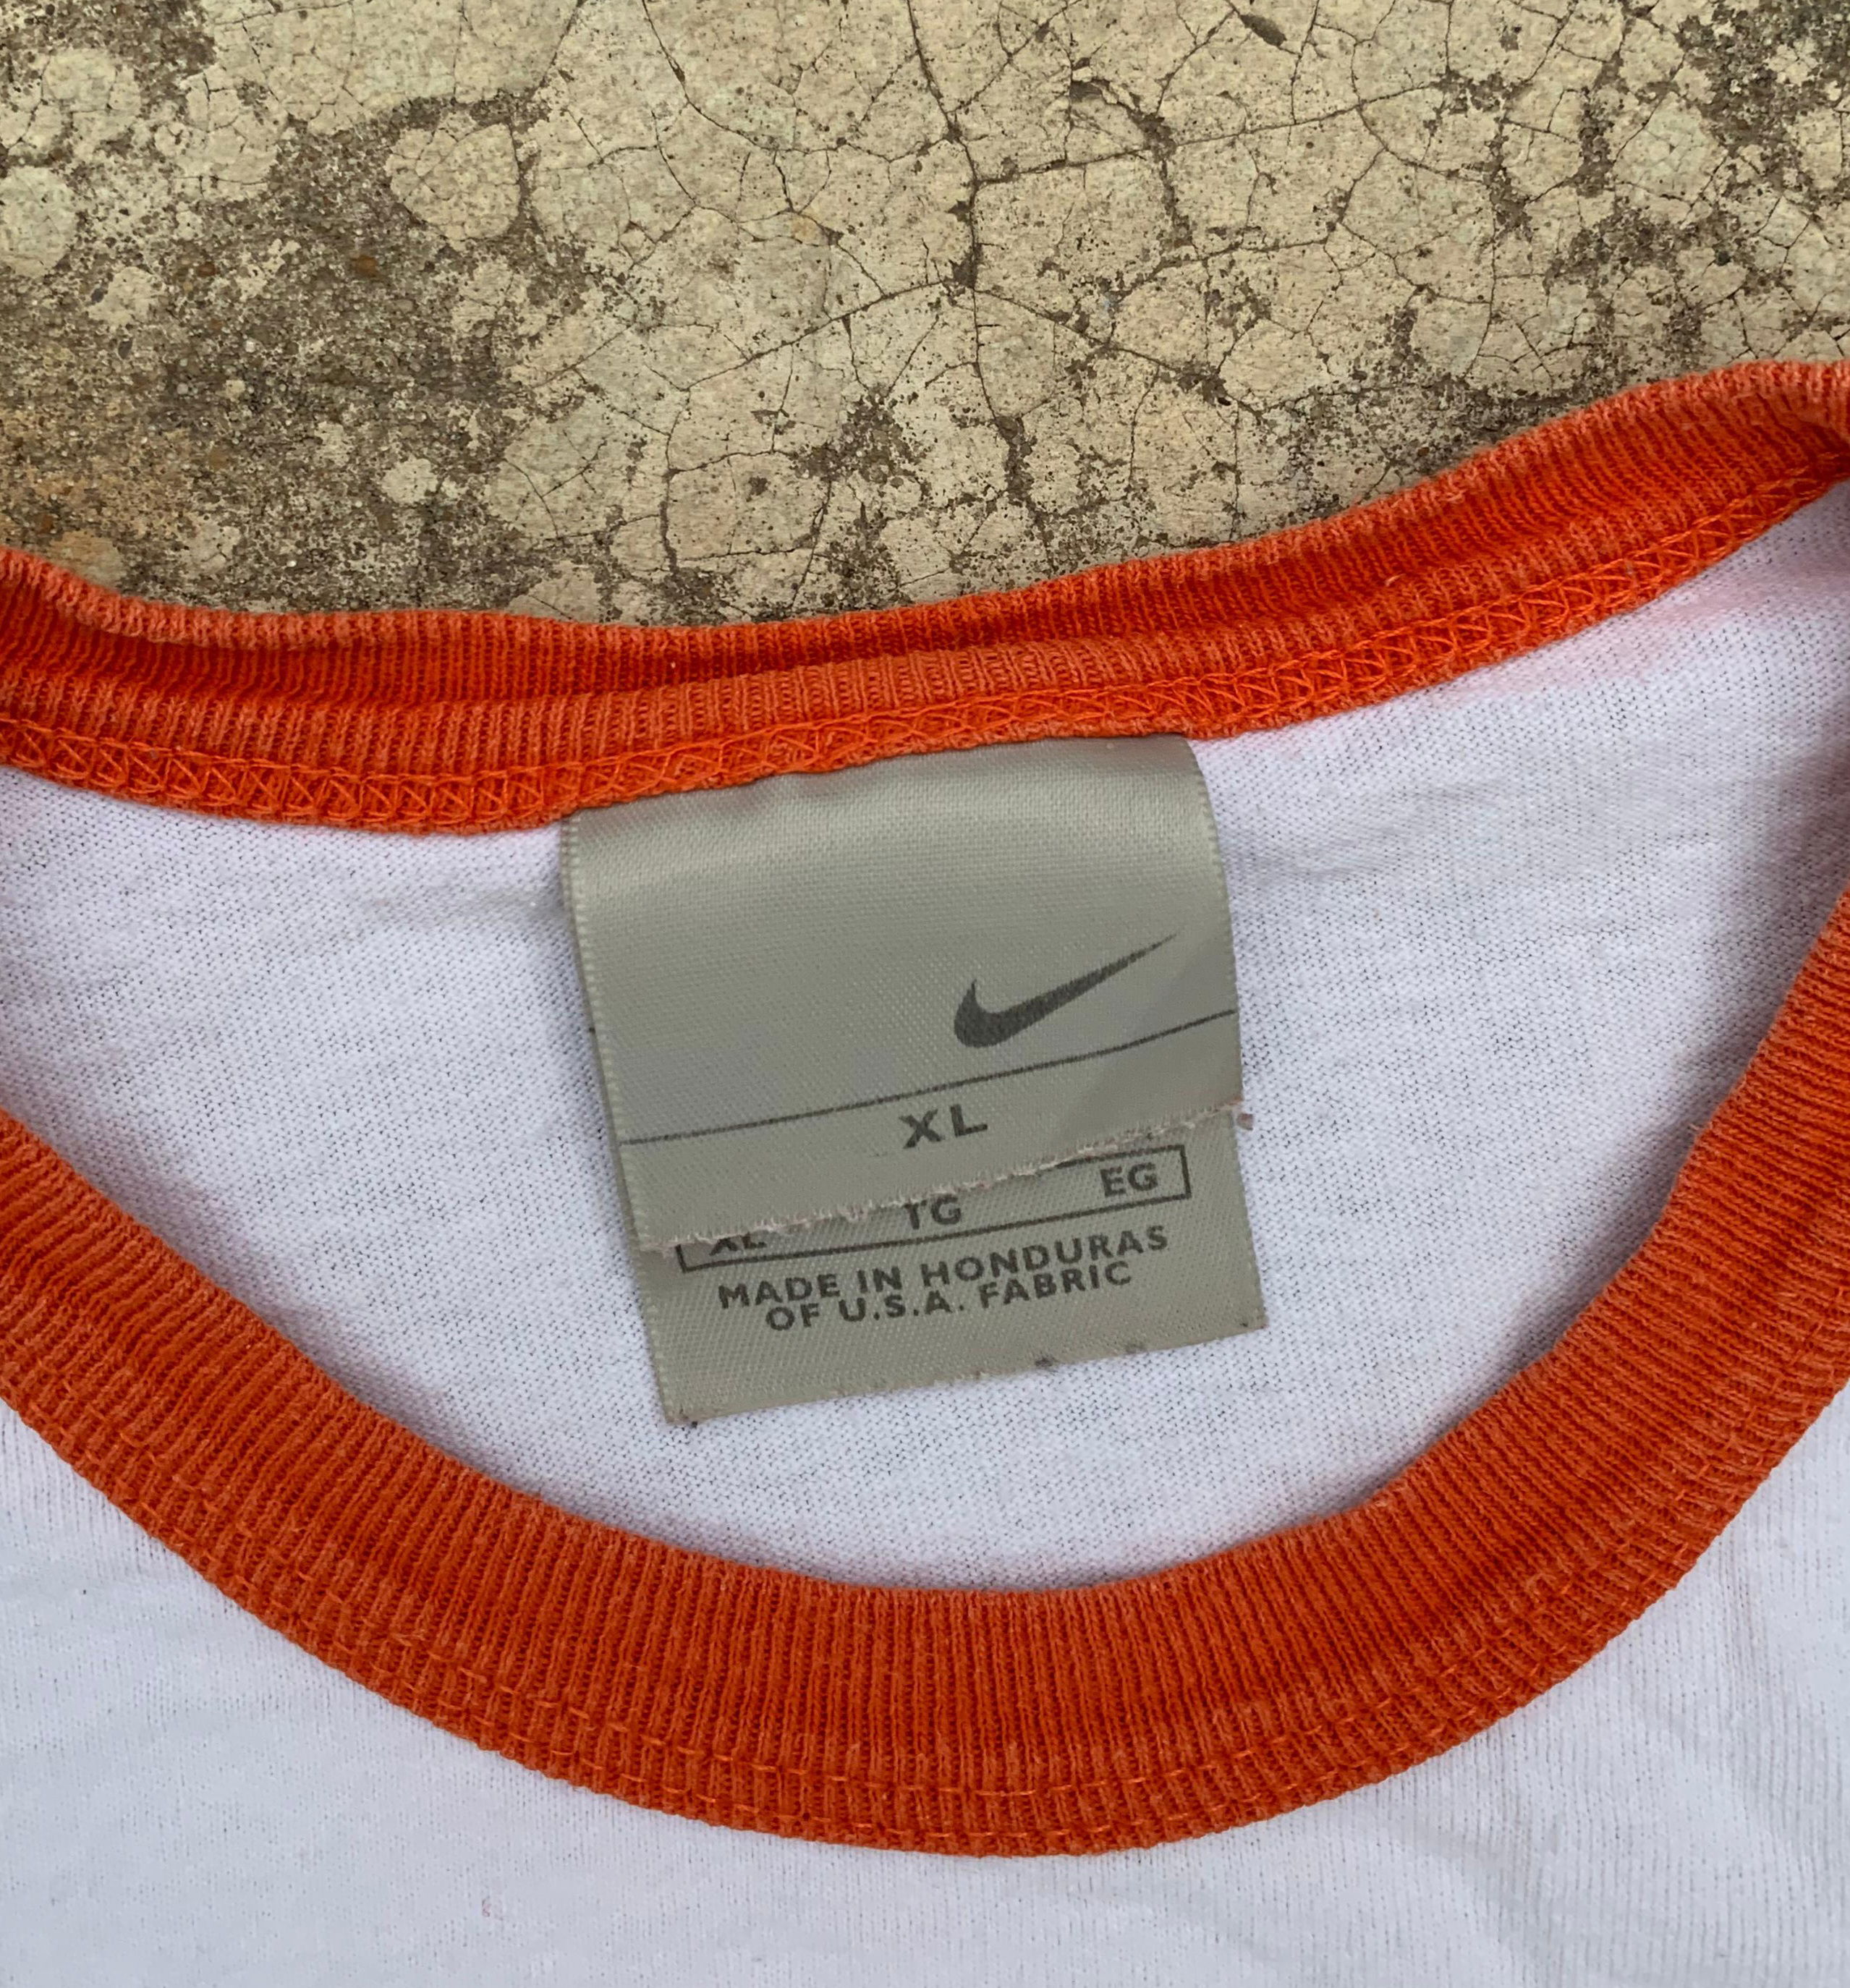 XL
XL TG EG
MADE IN HONDURAS
OF U.S.A. FABRIC